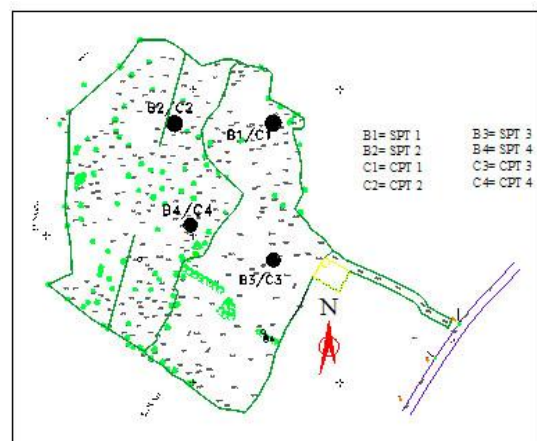 B2/C2
B1/C1
B4/C4
B3/C3
B1= SPT 1 B3= SPT 3
B2= SPT 2 B4= SPT 4
C1= CPT 1 C3= CPT 3
C2= CPT 2 C4= CPT 4
N